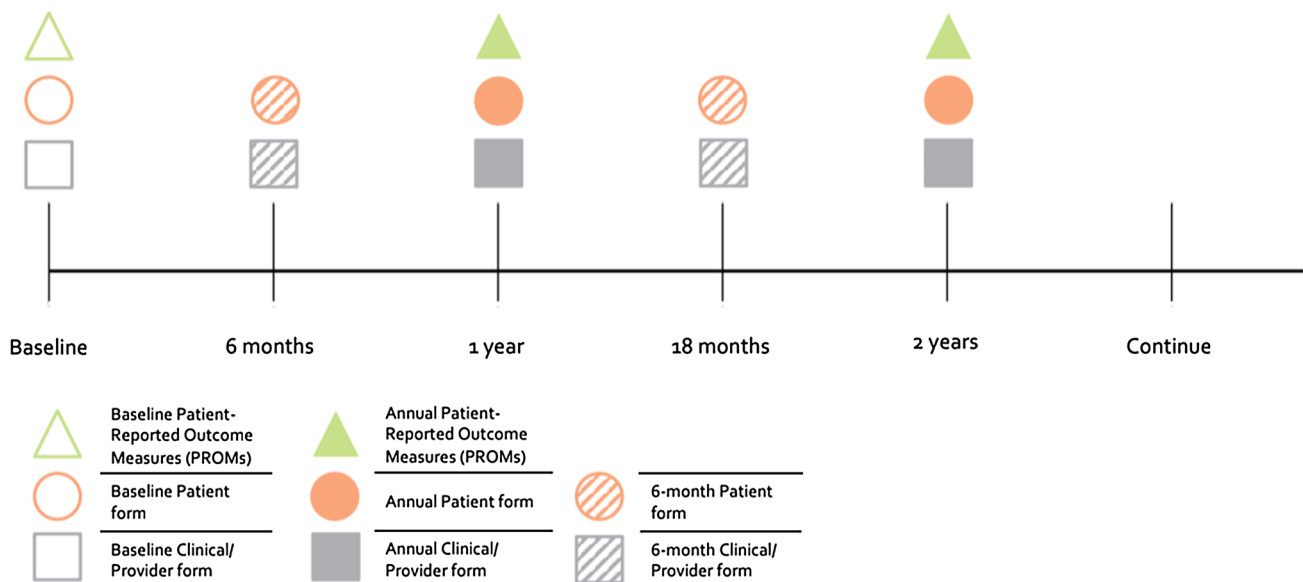 Baseline
6 months
1 year
18 months
2 years
Continue
Baseline Patient-
Reported Outcome
Measures (PROMs)
Annual Patient-
Reported Outcome
Measures (PROMs)
Baseline Patient
form
Annual Patient form
6-month Patient
form
Baseline Clinical/
Provider form
Annual Clinical/
Provider form
6-month Clinical/
Provider form